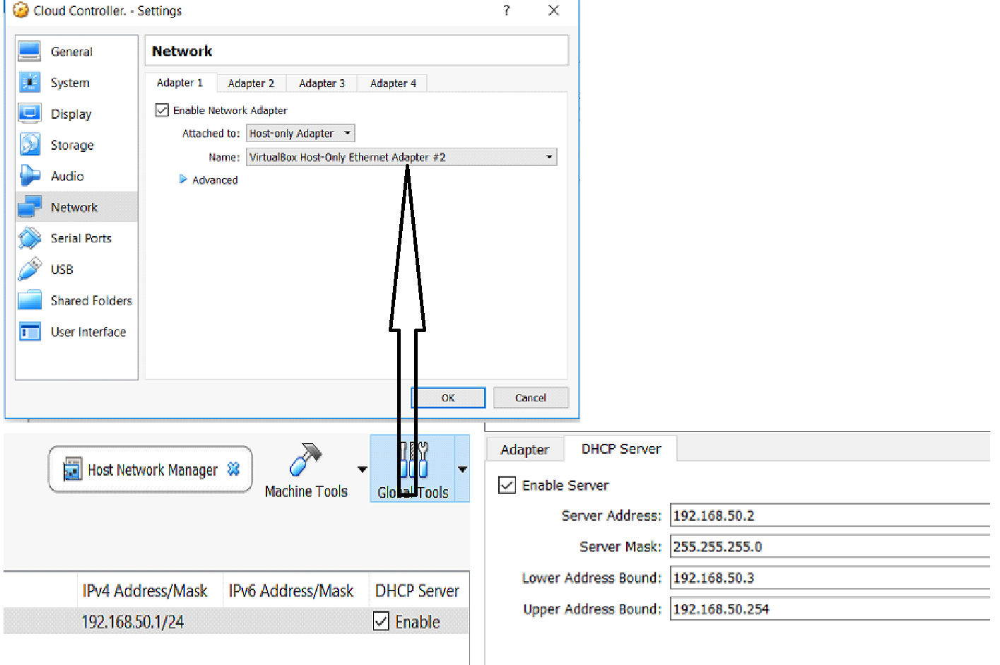 Cloud Controller. - Settings
?
General
System
Display
Storage
Audio
Network
Serial Ports
USB
Shared Folders
User Interface
Network
Adapter 1 Adapter 2 Adapter 3 Adapter 4
Enable Network Adapter
Attached to: Host-only Adapter
Name: VirtualBox Host-Only Ethernet Adapter #2
Advanced
OK Cancel
Host Network Manager
Machine Tools
Global Tools
IPv4 Address/Mask IPv6 Address/Mask DHCP Server
192.168.50.1/24 Enable
Adapter DHCP Server
Enable Server
Server Address: 192.168.50.2
Server Mask: 255.255.255.0
Lower Address Bound: 192.168.50.3
Upper Address Bound: 192.168.50.254